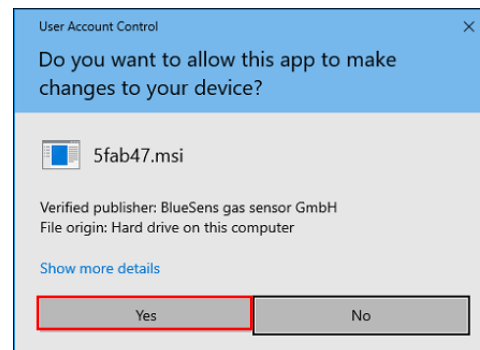 User Account Control
Do you want to allow this app to make
changes to your device?
5fab47.msi
Verified publisher: BlueSens gas sensor GmbH
File origin: Hard drive on this computer
Show more details
Yes No